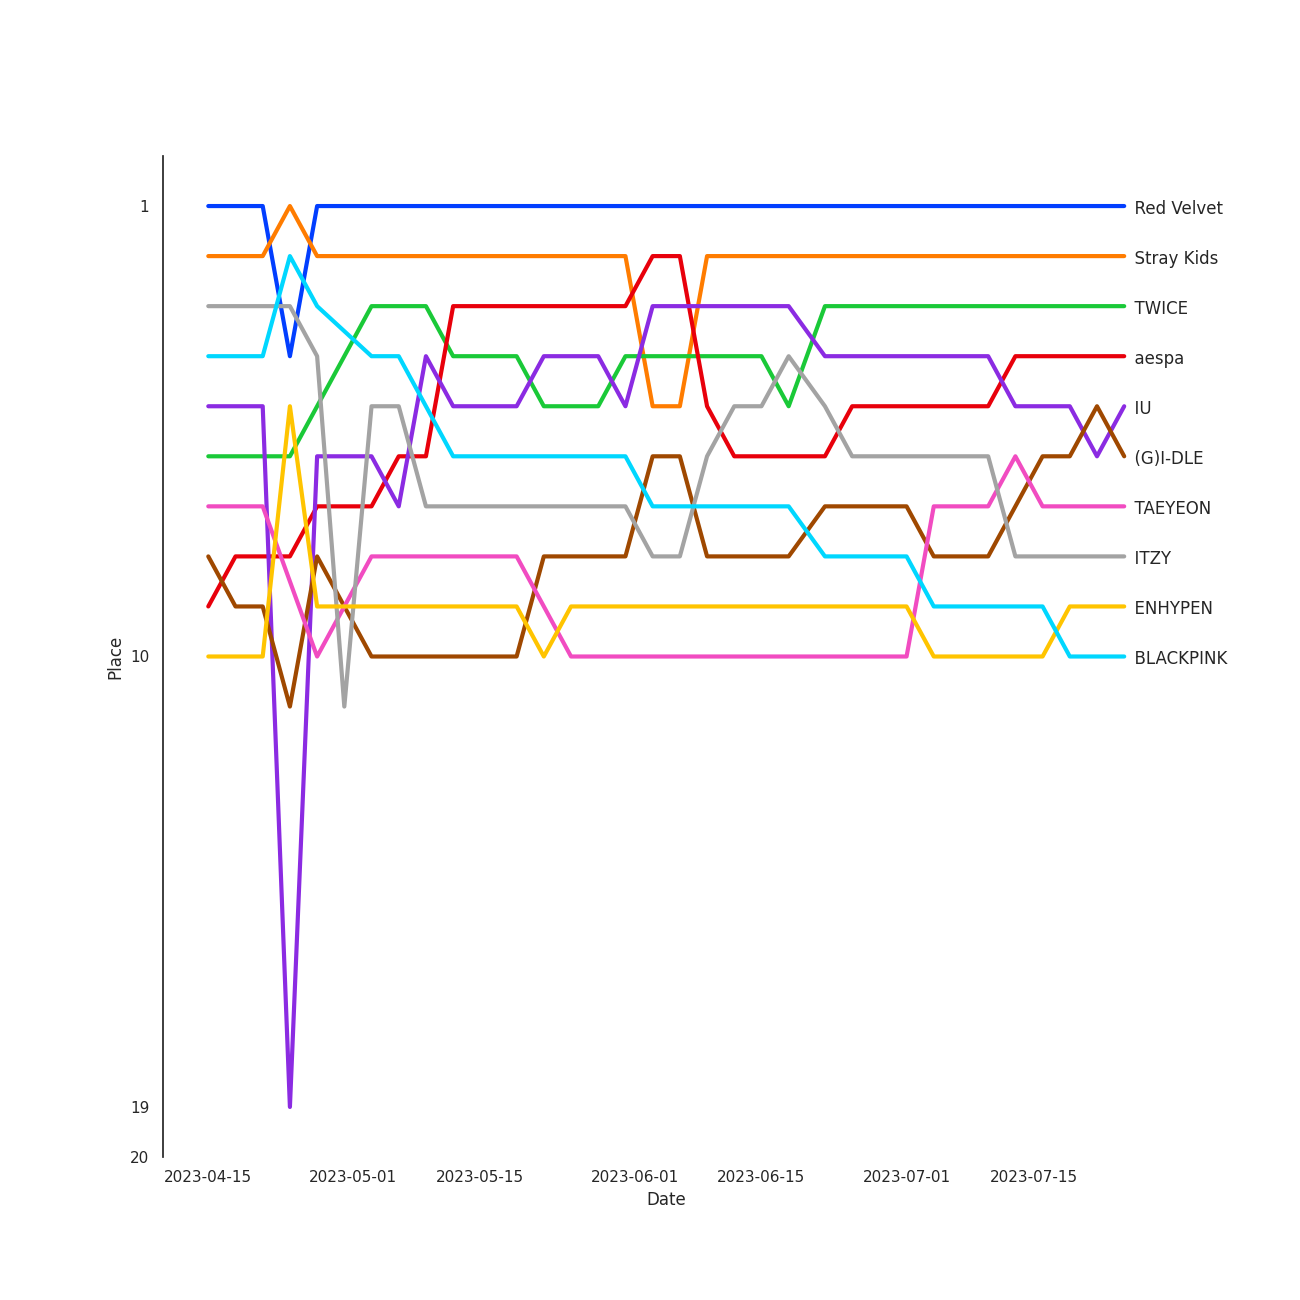 1
Red Velvet
Stray Kids
TWICE
aespa
IU
(G)I-DLE
TAEYEON
ITZY
ENHYPEN
10
BLACKPINK
Place
19
20
2023-04-15 2023-05-01 2023-05-15 2023-06-01 2023-06-15 2023-07-01 2023-07-15
Date